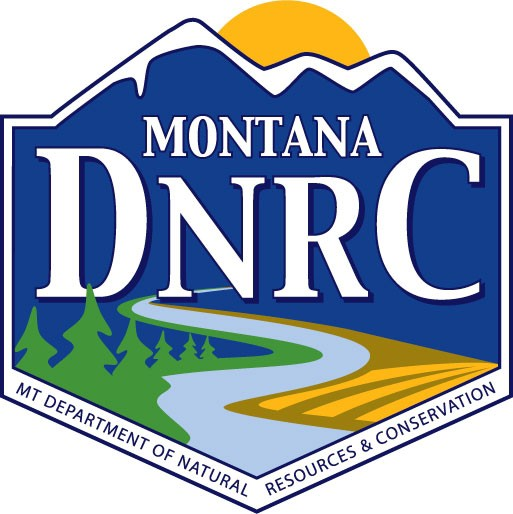 MONTANA
DNRC
MT DEPARTMENT OF NATURAL RESOURCES & CONSERVATION